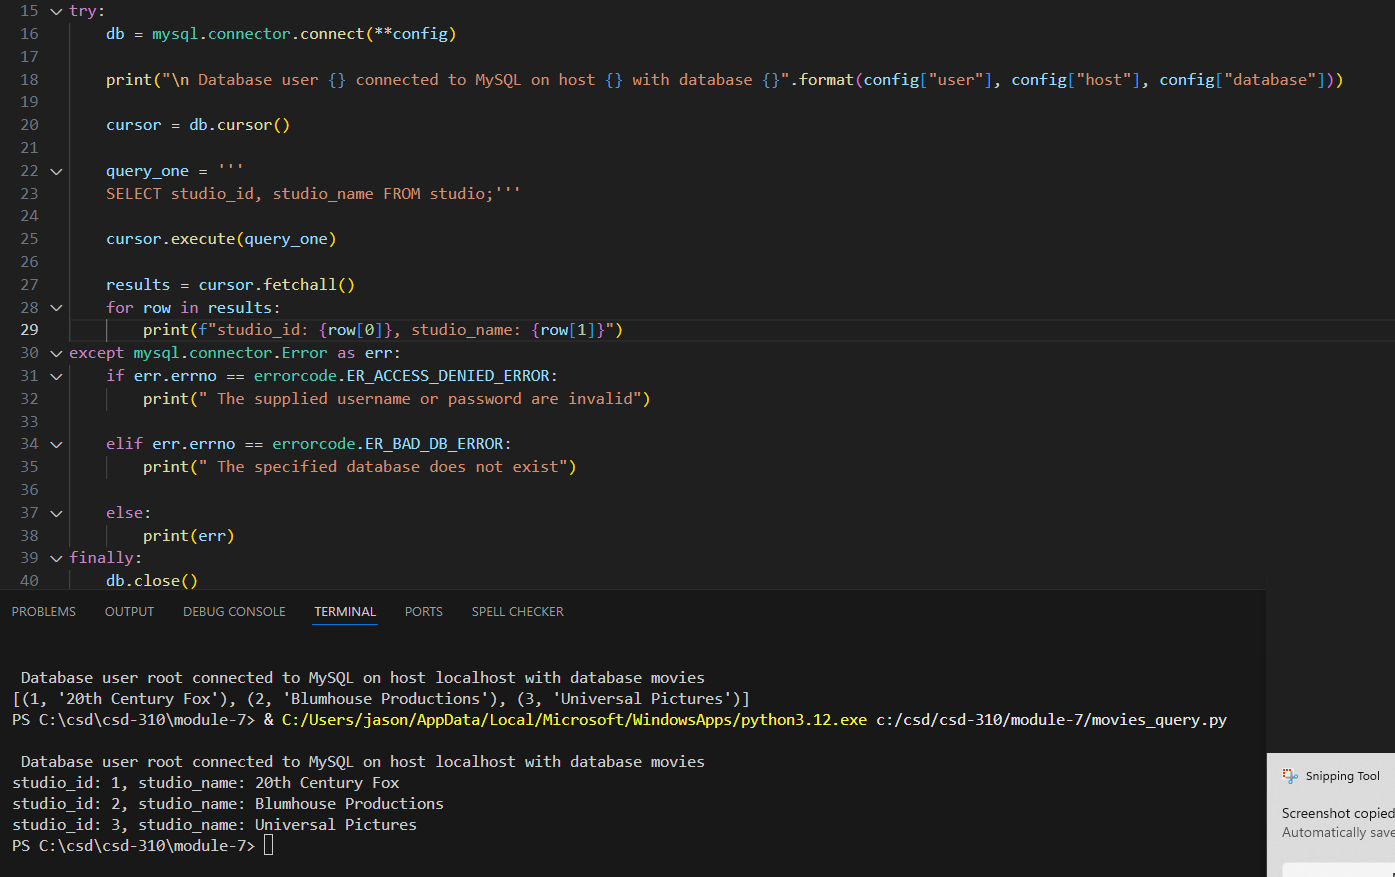 15 try:
16 db = mysql.connector.connect(**config)
17
18 print("\n Database user {} connected to MySQL on host {} with database {}".format(config["user"], config["host"], config["database"]))
19
20 cursor = db.cursor()
21
22 query_one = '''
23 SELECT studio_id, studio_name FROM studio;'''
24
25 cursor.execute(query_one)
26
27 results = cursor.fetchall()
28 for row in results:
29 print(f"studio_id: {row[0]}, studio_name: {row[1]}")
30 except mysql.connector.Error as err:
31 if err.errno == errorcode.ER_ACCESS_DENIED_ERROR:
32 print(" The supplied username or password are invalid")
33
34 elif err.errno == errorcode.ER_BAD_DB_ERROR:
35 print(" The specified database does not exist")
36
37 else:
38 print(err)
39 finally:
40 db.close()
PROBLEMS OUTPUT DEBUG CONSOLE TERMINAL PORTS SPELL CHECKER
Database user root connected to MySQL on host localhost with database movies
[(1, '20th Century Fox'), (2, 'Blumhouse Productions'), (3, 'Universal Pictures')]
PS C:\csd\csd-310\module-7> & C:/Users/jason/AppData/Local/Microsoft/WindowsApps/python3.12.exe c:/csd/csd-310/module-7/movies_query.py
Database user root connected to MySQL on host localhost with database movies
studio_id: 1, studio_name: 20th Century Fox
studio_id: 2, studio_name: Blumhouse Productions
studio_id: 3, studio_name: Universal Pictures
PS C:\csd\csd-310\module-7>
Snipping Tool
Screenshot copied
Automatically save